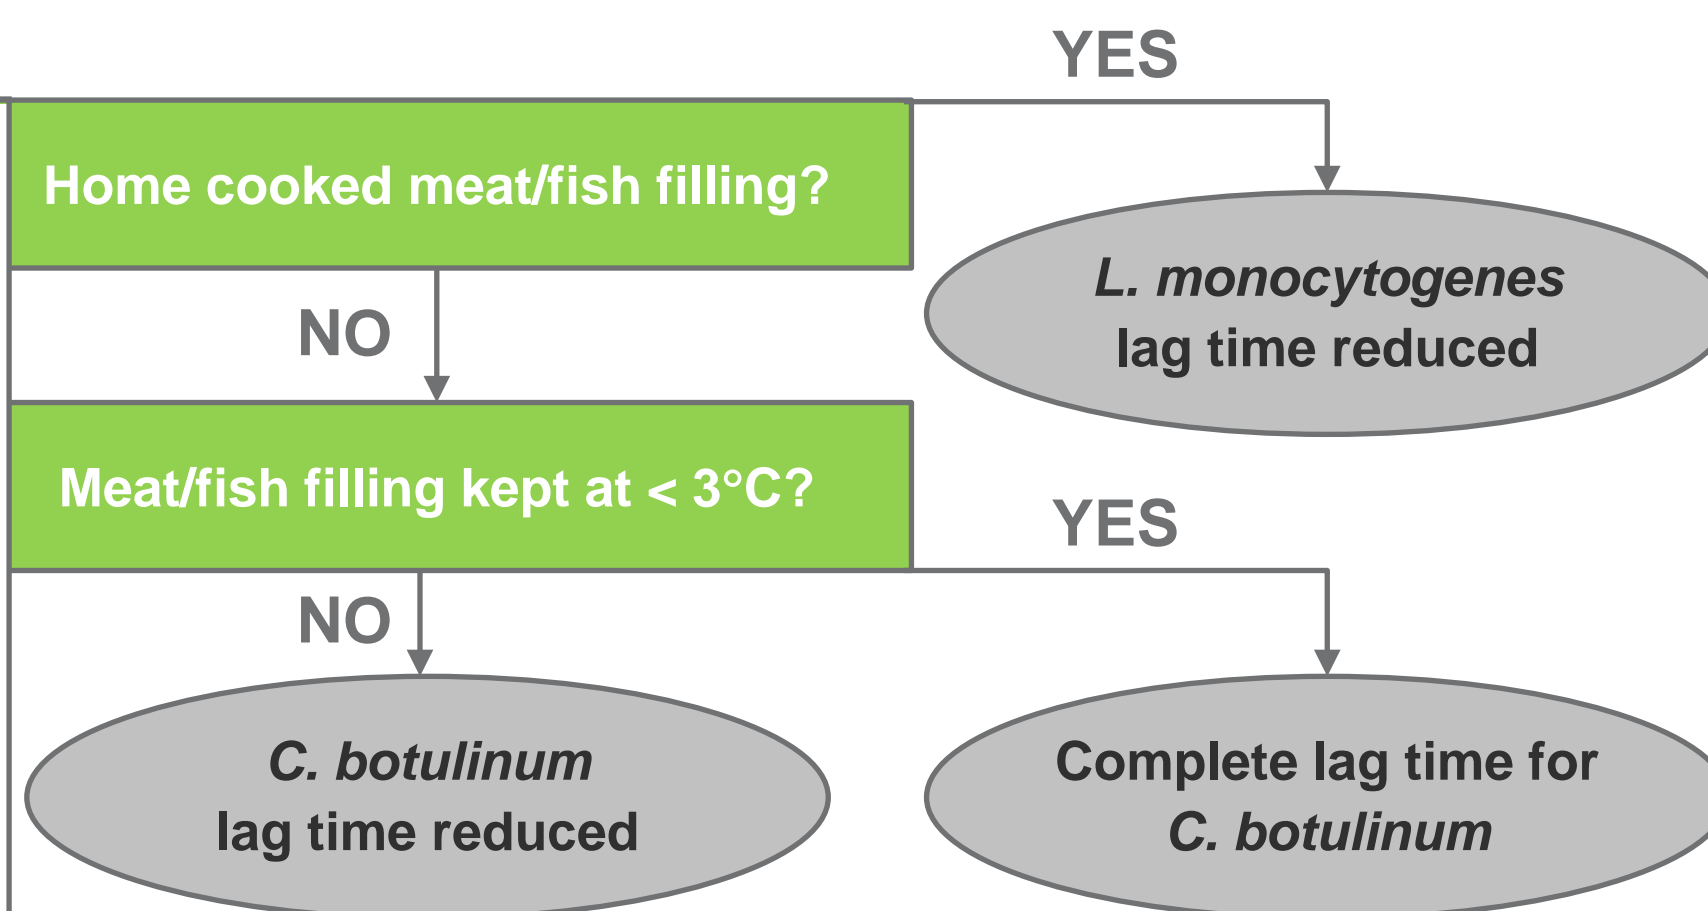 YES
Home cooked meat/fish filling?
L. monocytogenes
lag time reduced
NO
Meat/fish filling kept at < 3°C?
YES
NO
C. botulinum
lag time reduced
Complete lag time for
C. botulinum